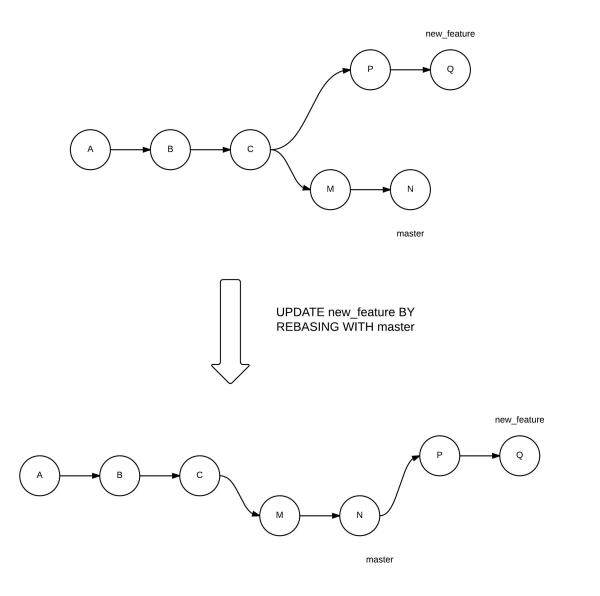 new_feature
P
Q
A
B
C
M
N
master
UPDATE new_feature BY
REBASING WITH master
new_feature
P
Q
A
B
C
M
N
master